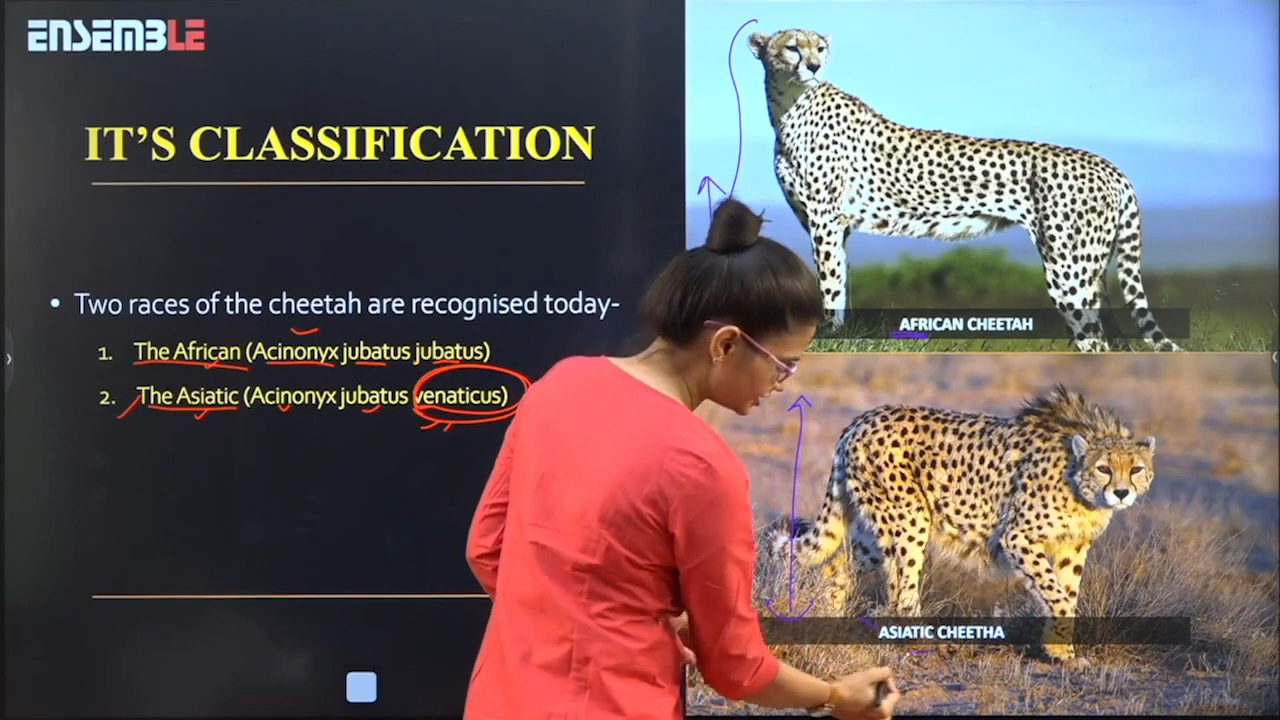 ENSEMBLE
IT'S CLASSIFICATION
• Two races of the cheetah are recognised today-
1. The African (Acinonyx jubatus jubatus)
2. The Asiatic (Acinonyx jubatus venaticus)
AFRICAN CHEETAH
ASIATIC CHEETHA